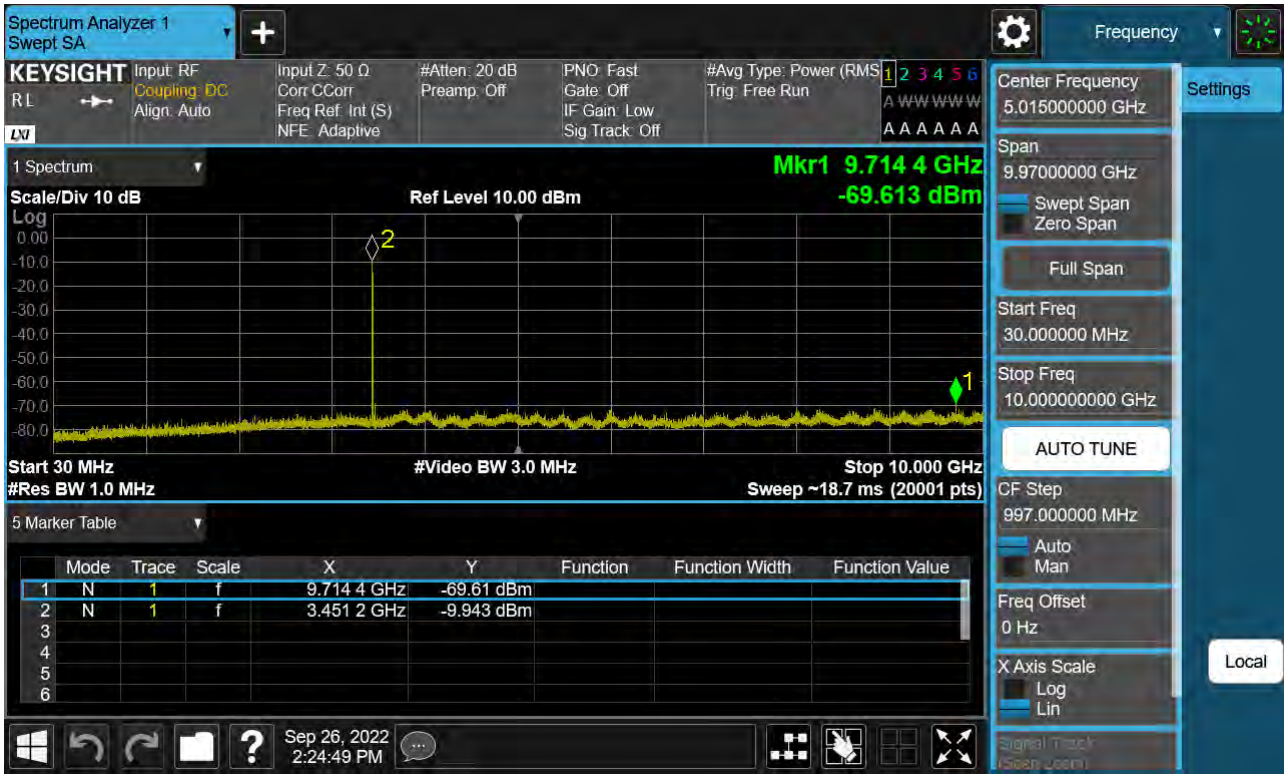 Spectrum Analyzer 1
Swept SA
+
Frequency
KEYSIGHT
RL
LXI
Input: RF
Coupling: DC
Align: Auto
Input Z: 50 Ω
Corr CCorr
Freq Ref: Int (S)
NFE: Adaptive
#Atten: 20 dB
Preamp: Off
PNO: Fast
Gate: Off
IF Gain: Low
Sig Track: Off
#Avg Type: Power (RMS
Trig: Free Run
1 2 3 4 5 6
A W W W W W
A A A A A A
1 Spectrum
Mkr1 9.714 4 GHz
Scale/Div 10 dB
Ref Level 10.00 dBm
-69.613 dBm
Log
0.00
-10.0
-20.0
-30.0
-40.0
-50.0
-60.0
-70.0
-80.0
2
1
Start 30 MHz
#Video BW 3.0 MHz
Stop 10.000 GHz
#Res BW 1.0 MHz
Sweep ~18.7 ms (20001 pts)
5 Marker Table
Mode Trace Scale X Y Function Function Width Function Value
1 N 1 f 9.714 4 GHz -69.61 dBm
2 N 1 f 3.451 2 GHz -9.943 dBm
3
4
5
6
Center Frequency
5.015000000 GHz
Settings
Span
9.97000000 GHz
Swept Span
Zero Span
Full Span
Start Freq
30.000000 MHz
Stop Freq
10.000000000 GHz
AUTO TUNE
CF Step
997.000000 MHz
Auto
Man
Freq Offset
0 Hz
X Axis Scale
Log
Lin
Local
Signal Track
(Span Zoom)
?
Sep 26, 2022
2:24:49 PM